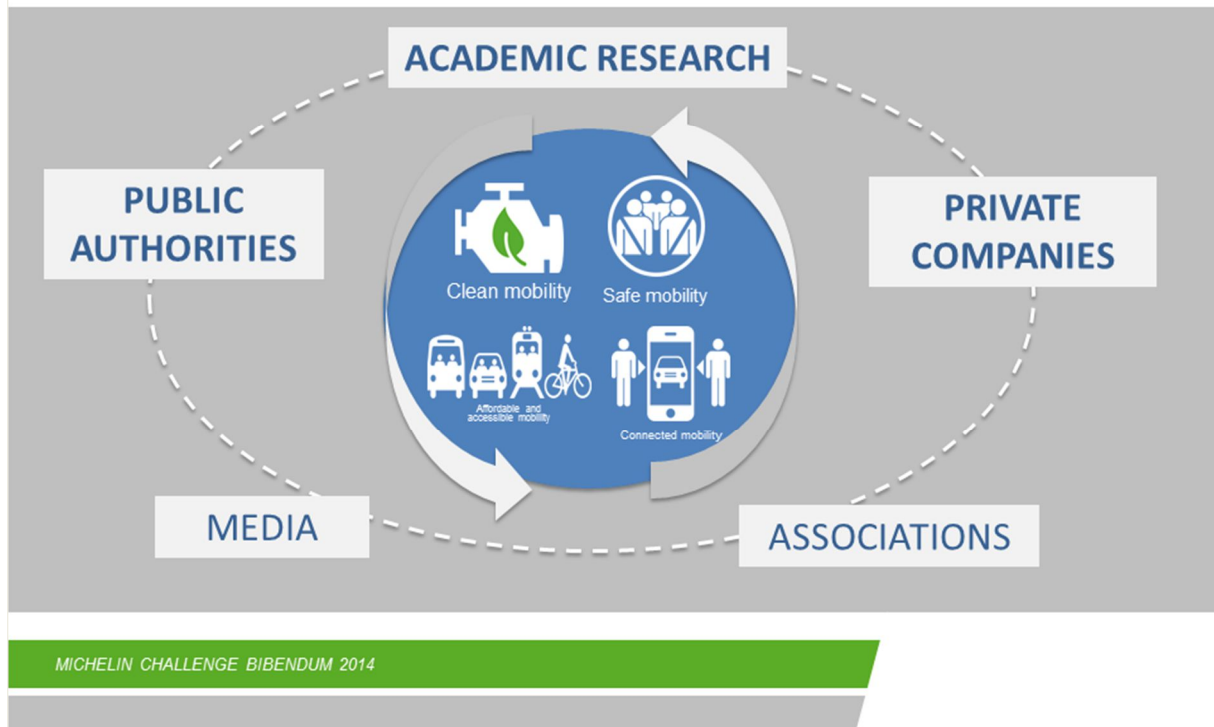 ACADEMIC RESEARCH
PUBLIC
AUTHORITIES
PRIVATE
COMPANIES
Clean mobility
Safe mobility
Affordable and
accessible mobility
Connected mobility
MEDIA
ASSOCIATIONS
MICHELIN CHALLENGE BIBENDUM 2014